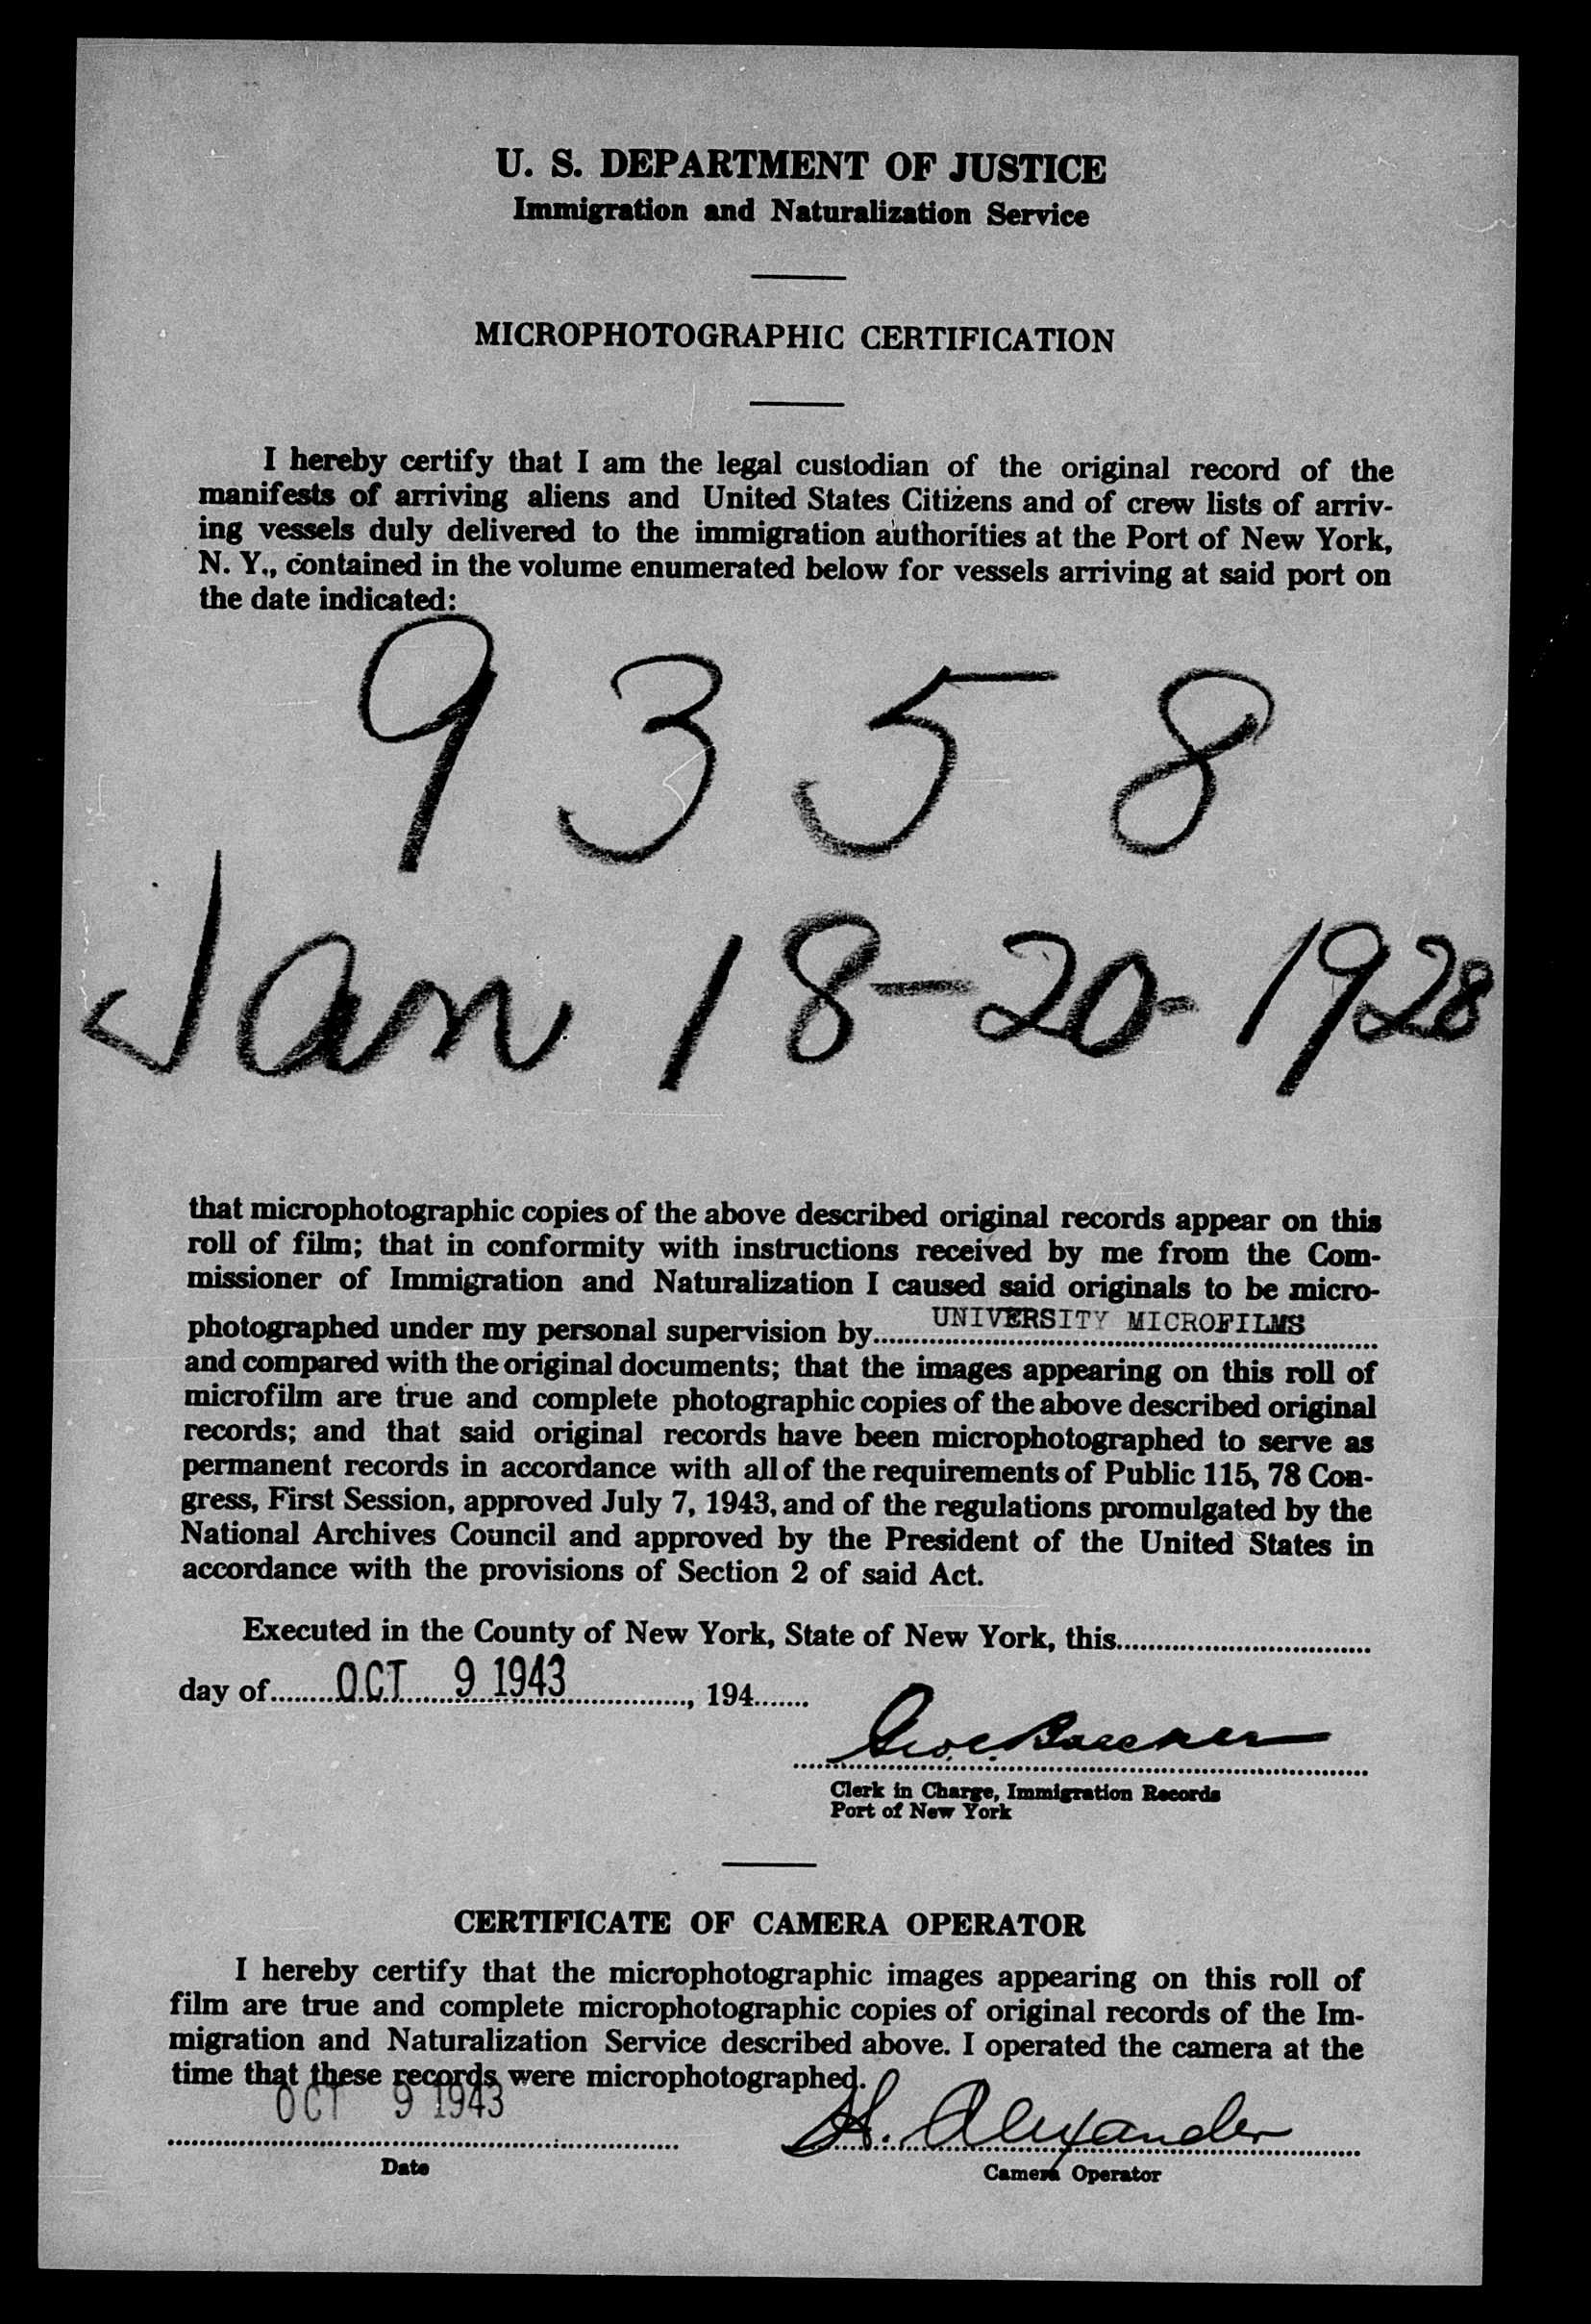 U. S. DEPARTMENT OF JUSTICE
Immigration and Naturalization Service
MICROPHOTOGRAPHIC CERTIFICATION
I hereby certify that I am the legal custodian of the original record of the
manifests of arriving aliens and United States Citizens and of crew lists of arriv-
ing vessels duly delivered to the immigration authorities at the Port of New York,
N. Y., contained in the volume enumerated below for vessels arriving at said port on
the date indicated:
9358
Jan 18-20-1928
that microphotographic copies of the above described original records appear on this
roll of film; that in conformity with instructions received by me from the Com-
missioner of Immigration and Naturalization I caused said originals to be micro-
photographed under my personal supervision by UNIVERSITY MICROFILMS
and compared with the original documents; that the images appearing on this roll of
microfilm are true and complete photographic copies of the above described original
records; and that said original records have been microphotographed to serve as
permanent records in accordance with all of the requirements of Public 115, 78 Con-
gress, First Session, approved July 7, 1943, and of the regulations promulgated by the
National Archives Council and approved by the President of the United States in
accordance with the provisions of Section 2 of said Act.
Executed in the County of New York, State of New York, this
day of OCT 9 1943, 194
Clerk in Charge, Immigration Records
Port of New York
CERTIFICATE OF CAMERA OPERATOR
I hereby certify that the microphotographic images appearing on this roll of
film are true and complete microphotographic copies of original records of the Im-
migration and Naturalization Service described above. I operated the camera at the
time that these records were microphotographed.
OCT 9 1943 H. Alexander
Date Camera Operator